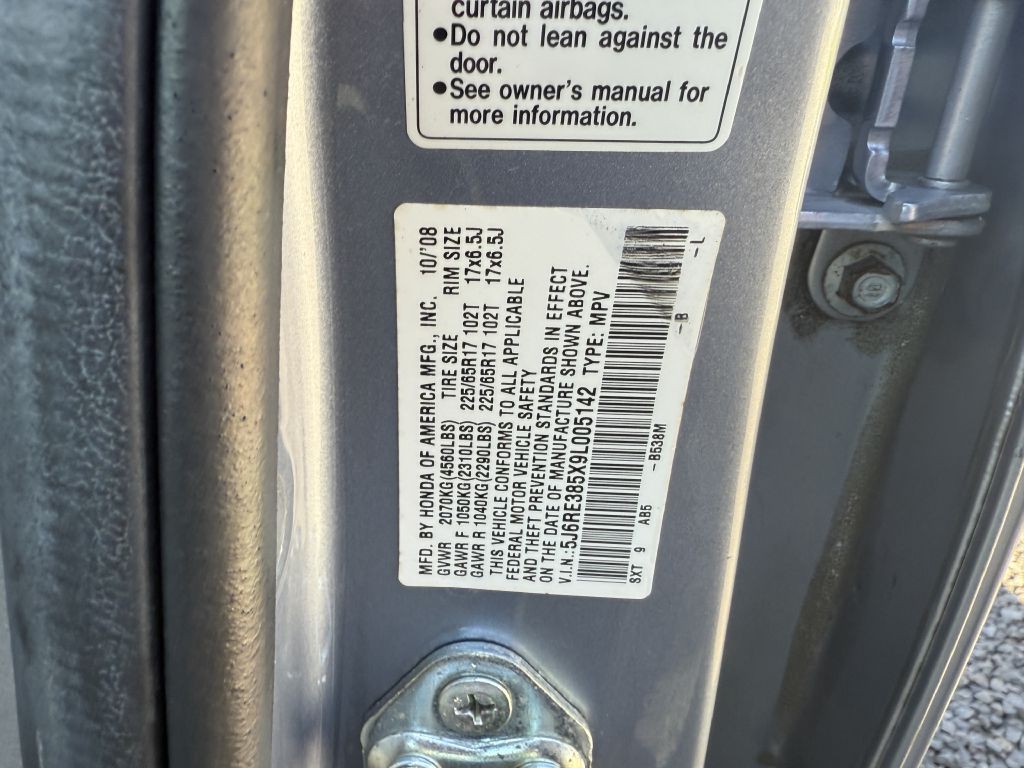 curtain airbags.
●Do not lean against the
door.
●See owner's manual for
more information.
MFD. BY HONDA OF AMERICA MFG., INC. 10/'08
GVWR 2070KG(4560LBS) TIRE SIZE RIM SIZE
GAWR F 1050KG(2310LBS) 225/65R17 102T 17x6.5J
GAWR R 1040KG(2290LBS) 225/65R17 102T 17x6.5J
THIS VEHICLE CONFORMS TO ALL APPLICABLE
FEDERAL MOTOR VEHICLE SAFETY
AND THEFT PREVENTION STANDARDS IN EFFECT
ON THE DATE OF MANUFACTURE SHOWN ABOVE.
V.I.N.:5J6RE385X9L005142 TYPE: MPV
SXT 9 AB5 -B538M -B -L